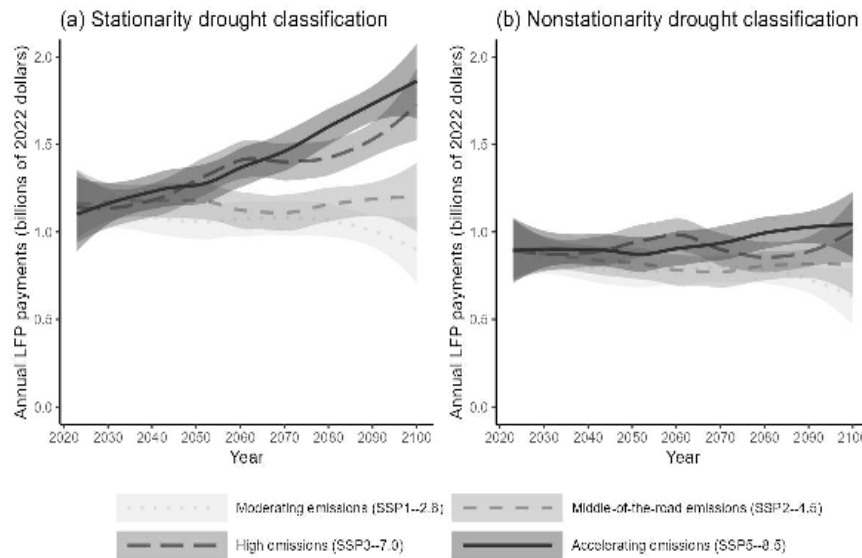 (a) Stationarity drought classification
(b) Nonstationarity drought classification
Annual LFP payments (billions of 2022 dollars)
2.0
1.5
1.0
0.5
0.0
2020 2030 2040 2050 2060 2070 2080 2090 2100
Year
Annual LFP payments (billions of 2022 dollars)
2.0
1.5
1.0
0.5
0.0
2020 2030 2040 2050 2060 2070 2080 2090 2100
Year
Moderating emissions (SSP1--2.6)
Middle-of-the-road emissions (SSP2--4.5)
High emissions (SSP3--7.0)
Accelerating emissions (SSP5--8.5)